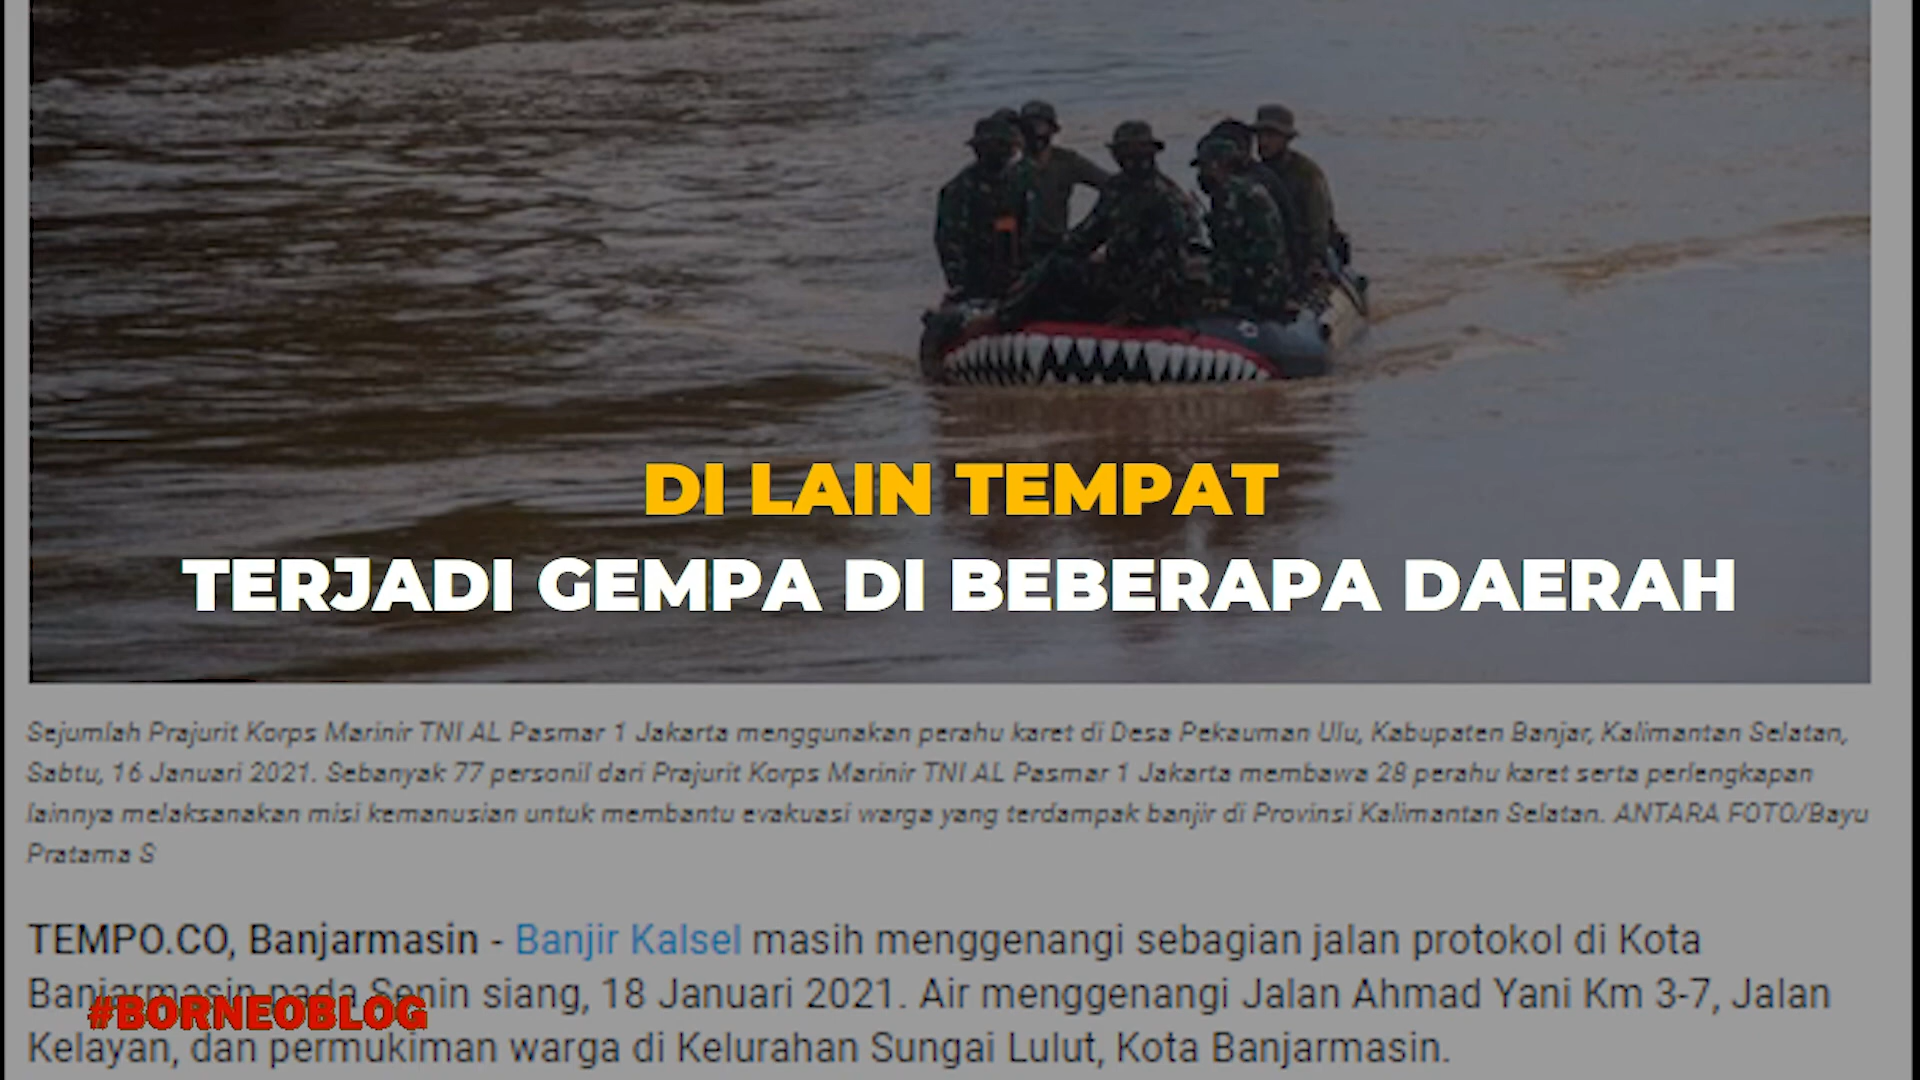 DI LAIN TEMPAT
TERJADI GEMPA DI BEBERAPA DAERAH
Sejumlah Prajurit Korps Marinir TNI AL Pasmar 1 Jakarta menggunakan perahu karet di Desa Pekauman Ulu, Kabupaten Banjar, Kalimantan Selatan,
Sabtu, 16 Januari 2021. Sebanyak 77 personil dari Prajurit Korps Marinir TNI AL Pasmar 1 Jakarta membawa 28 perahu karet serta perlengkapan
lainnya melaksanakan misi kemanusian untuk membantu evakuasi warga yang terdampak banjir di Provinsi Kalimantan Selatan. ANTARA FOTO/Bayu
Pratama S
TEMPO.CO, Banjarmasin - Banjir Kalsel masih menggenangi sebagian jalan protokol di Kota
Banjarmasin pada Senin siang, 18 Januari 2021. Air menggenangi Jalan Ahmad Yani Km 3-7, Jalan
#BORNEOBLOG
Kelayan, dan permukiman warga di Kelurahan Sungai Lulut, Kota Banjarmasin.